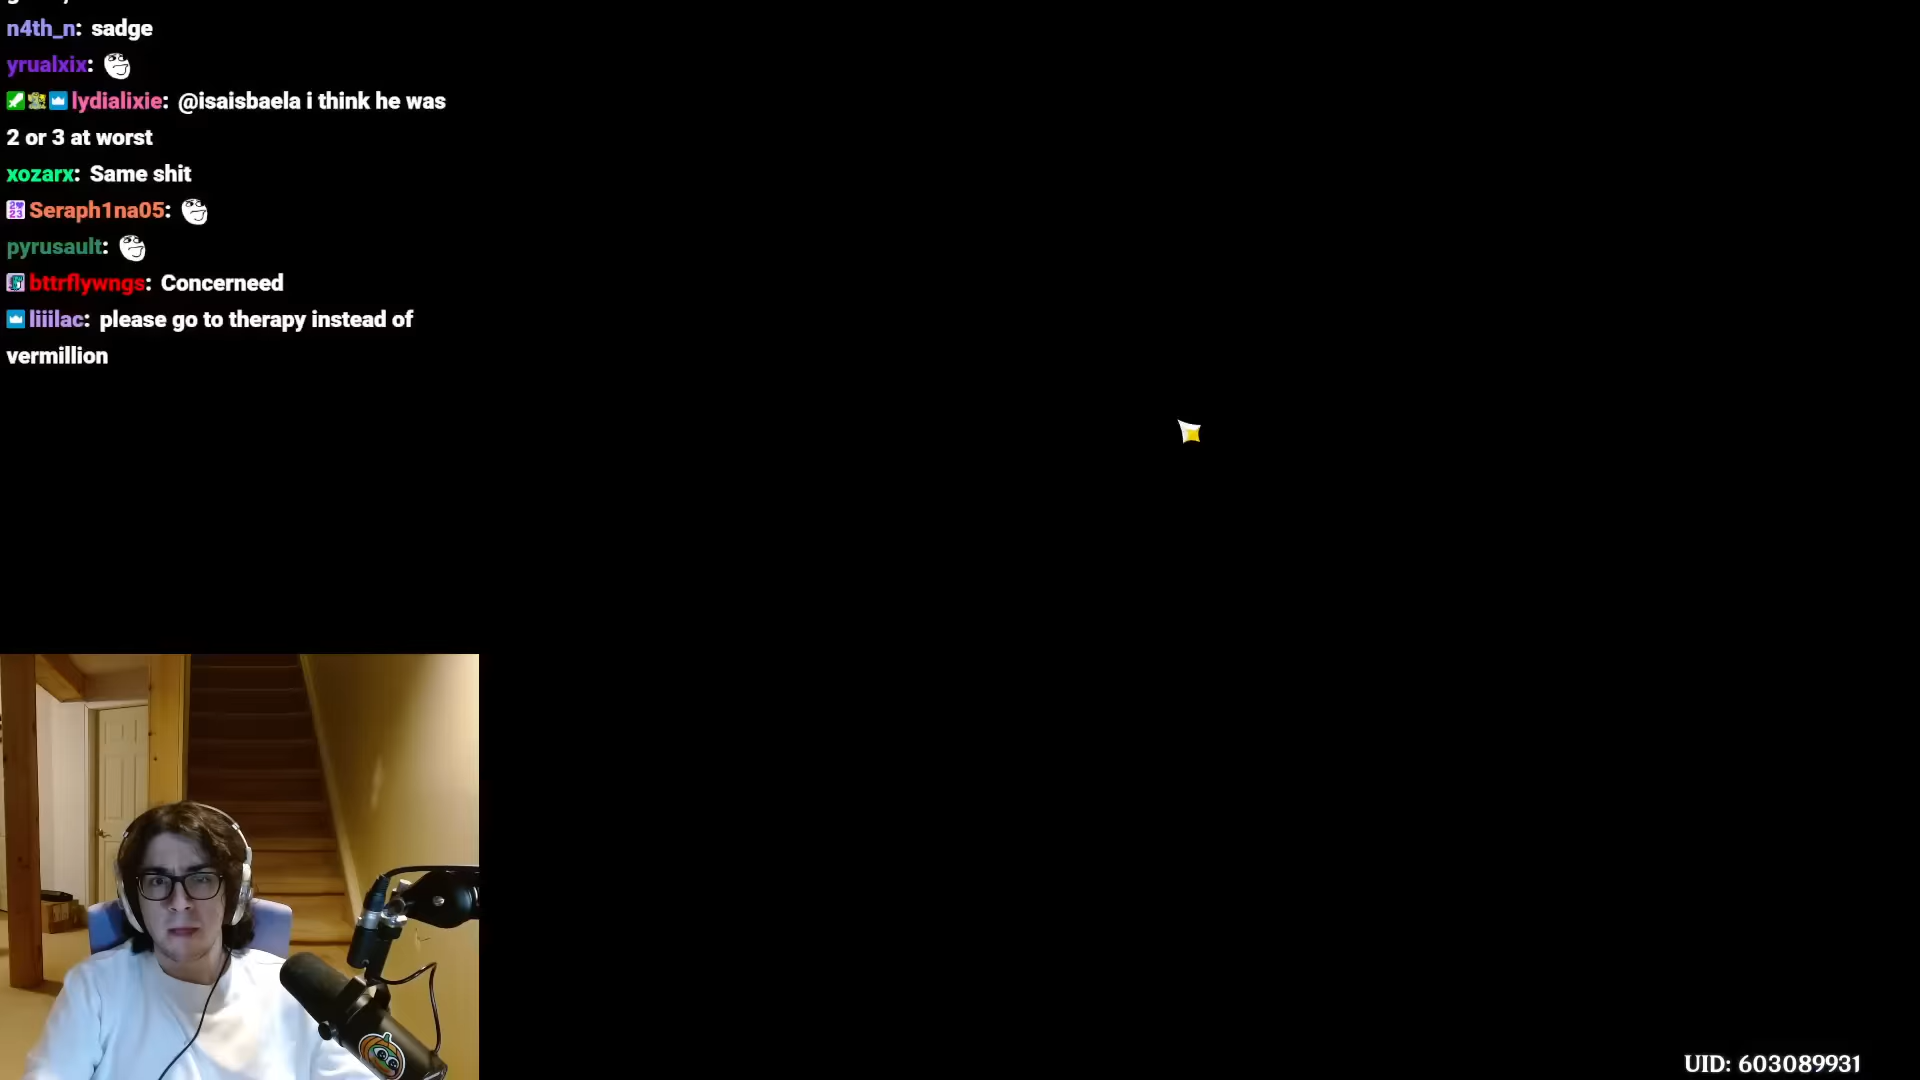 n4th_n: sadge
yrualxix:
lydialixie: @isaisbaela i think he was
2 or 3 at worst
xozarx: Same shit
Seraph1na05:
pyrusault:
bttrflywngs: Concerneed
liiilac: please go to therapy instead of
vermillion
UID: 603089931